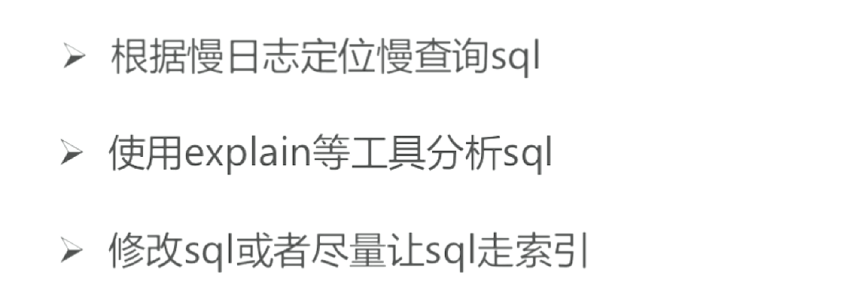 根据慢日志定位慢查询sql
使用explain等工具分析sql
修改sql或者尽量让sql走索引